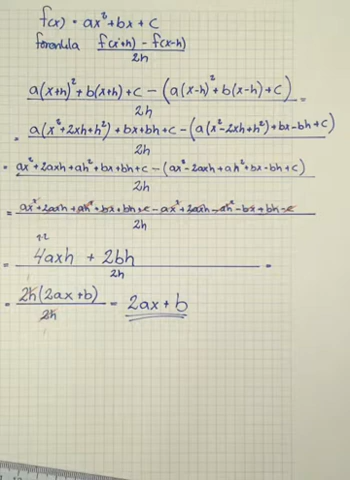 f(x) = ax²+bx+c
formula f(x+h) - f(x-h) / 2h
a(x+h)²+b(x+h)+c-(a(x-h)²+b(x-h)+c) / 2h =
= a(x²+2xh+h²)+bx+bh+c-(a(x²-2xh+h²)+bx-bh+c) / 2h
= ax²+2axh+ah²+bx+bh+c-(ax²-2axh+ah²+bx-bh+c) / 2h
= ax²+2axh+ah²+bx+bh+c-ax²+2axh-ah²-bx+bh-c / 2h
= 4axh + 2bh / 2h =
= 2h(2ax+b) / 2h = 2ax+b